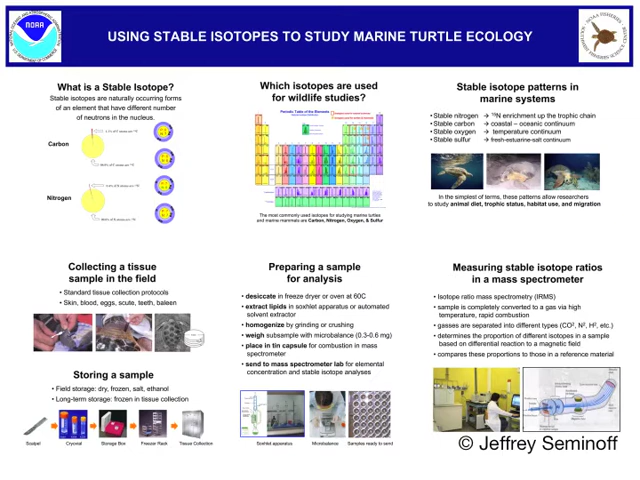 USING STABLE ISOTOPES TO STUDY MARINE TURTLE ECOLOGY
NOAA
What is a Stable Isotope?
Stable isotopes are naturally occurring forms
of an element that have different number
of neutrons in the nucleus.
Carbon
Nitrogen
Which isotopes are used
for wildlife studies?
Periodic Table of the Elements
The most commonly used isotopes for studying marine turtles
and marine mammals are Carbon, Nitrogen, Oxygen, & Sulfur
Stable isotope patterns in
marine systems
• Stable nitrogen → ¹⁵N enrichment up the trophic chain
• Stable carbon → coastal – oceanic continuum
• Stable oxygen → temperature continuum
• Stable sulfur → fresh-estuarine-salt continuum
In the simplest of terms, these patterns allow researchers
to study animal diet, trophic status, habitat use, and migration
Collecting a tissue
sample in the field
• Standard tissue collection protocols
• Skin, blood, eggs, scute, teeth, baleen
Storing a sample
• Field storage: dry, frozen, salt, ethanol
• Long-term storage: frozen in tissue collection
Scalpel Cryovial Storage Box Freezer Rack Tissue Collection
Preparing a sample
for analysis
• desiccate in freeze dryer or oven at 60C
• extract lipids in soxhlet apparatus or automated
solvent extractor
• homogenize by grinding or crushing
• weigh subsample with microbalance (0.3-0.6 mg)
• place in tin capsule for combustion in mass
spectrometer
• send to mass spectrometer lab for elemental
concentration and stable isotope analyses
Soxhlet apparatus Microbalance Samples ready to send
Measuring stable isotope ratios
in a mass spectrometer
• Isotope ratio mass spectrometry (IRMS)
• sample is completely converted to a gas via high
temperature, rapid combustion
• gasses are separated into different types (CO², N², H², etc.)
• determines the proportion of different isotopes in a sample
based on differential reaction to a magnetic field
• compares these proportions to those in a reference material
© Jeffrey Seminoff